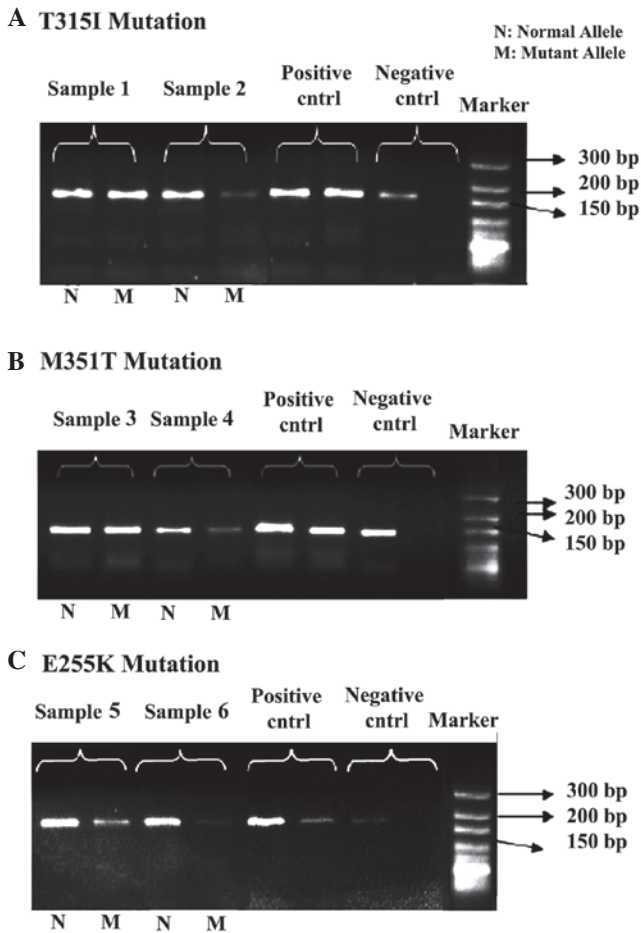 A T315I Mutation
N: Normal Allele
M: Mutant Allele
Sample 1 Sample 2 Positive cntrl Negative cntrl Marker
300 bp
200 bp
150 bp
N M N M
B M351T Mutation
Sample 3 Sample 4 Positive cntrl Negative cntrl Marker
300 bp
200 bp
150 bp
N M N M
C E255K Mutation
Sample 5 Sample 6 Positive cntrl Negative cntrl Marker
300 bp
200 bp
150 bp
N M N M